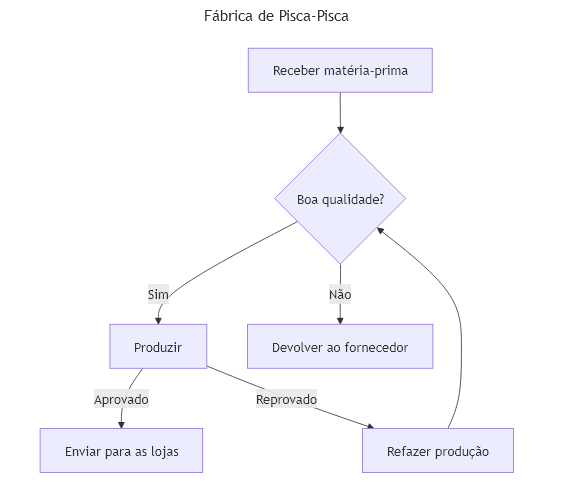 Fábrica de Pisca-Pisca
Receber matéria-prima
Boa qualidade?
Sim
Não
Produzir
Devolver ao fornecedor
Aprovado
Reprovado
Enviar para as lojas
Refazer produção